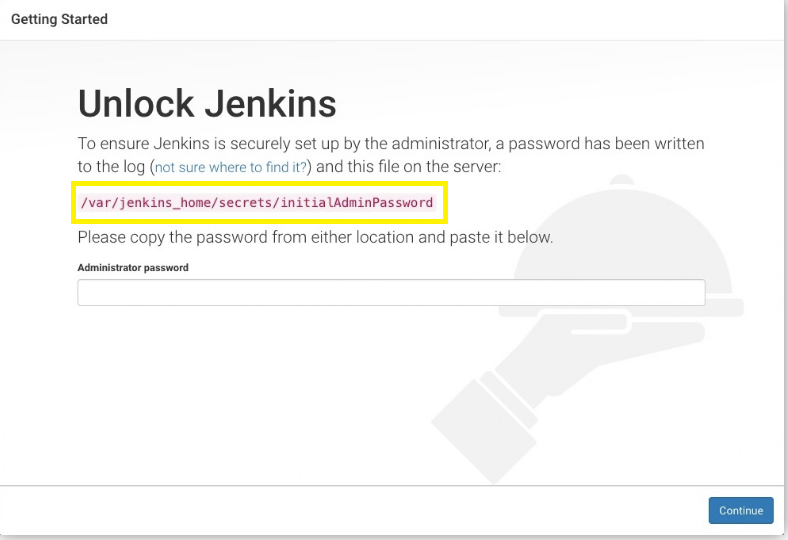 Getting Started
Unlock Jenkins
To ensure Jenkins is securely set up by the administrator, a password has been written
to the log (not sure where to find it?) and this file on the server:
/var/jenkins_home/secrets/initialAdminPassword
Please copy the password from either location and paste it below.
Administrator password
Continue